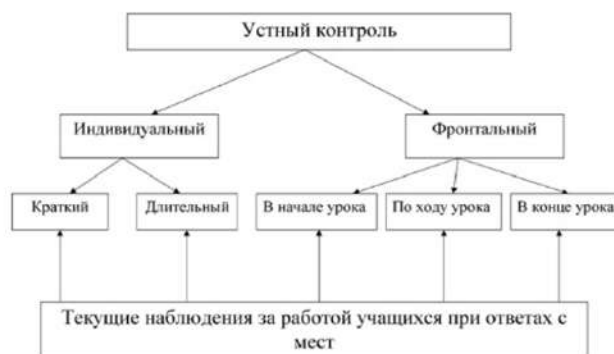 Устный контроль
Индивидуальный
Фронтальный
Краткий
Длительный
В начале урока
По ходу урока
В конце урока
Текущие наблюдения за работой учащихся при ответах с
мест